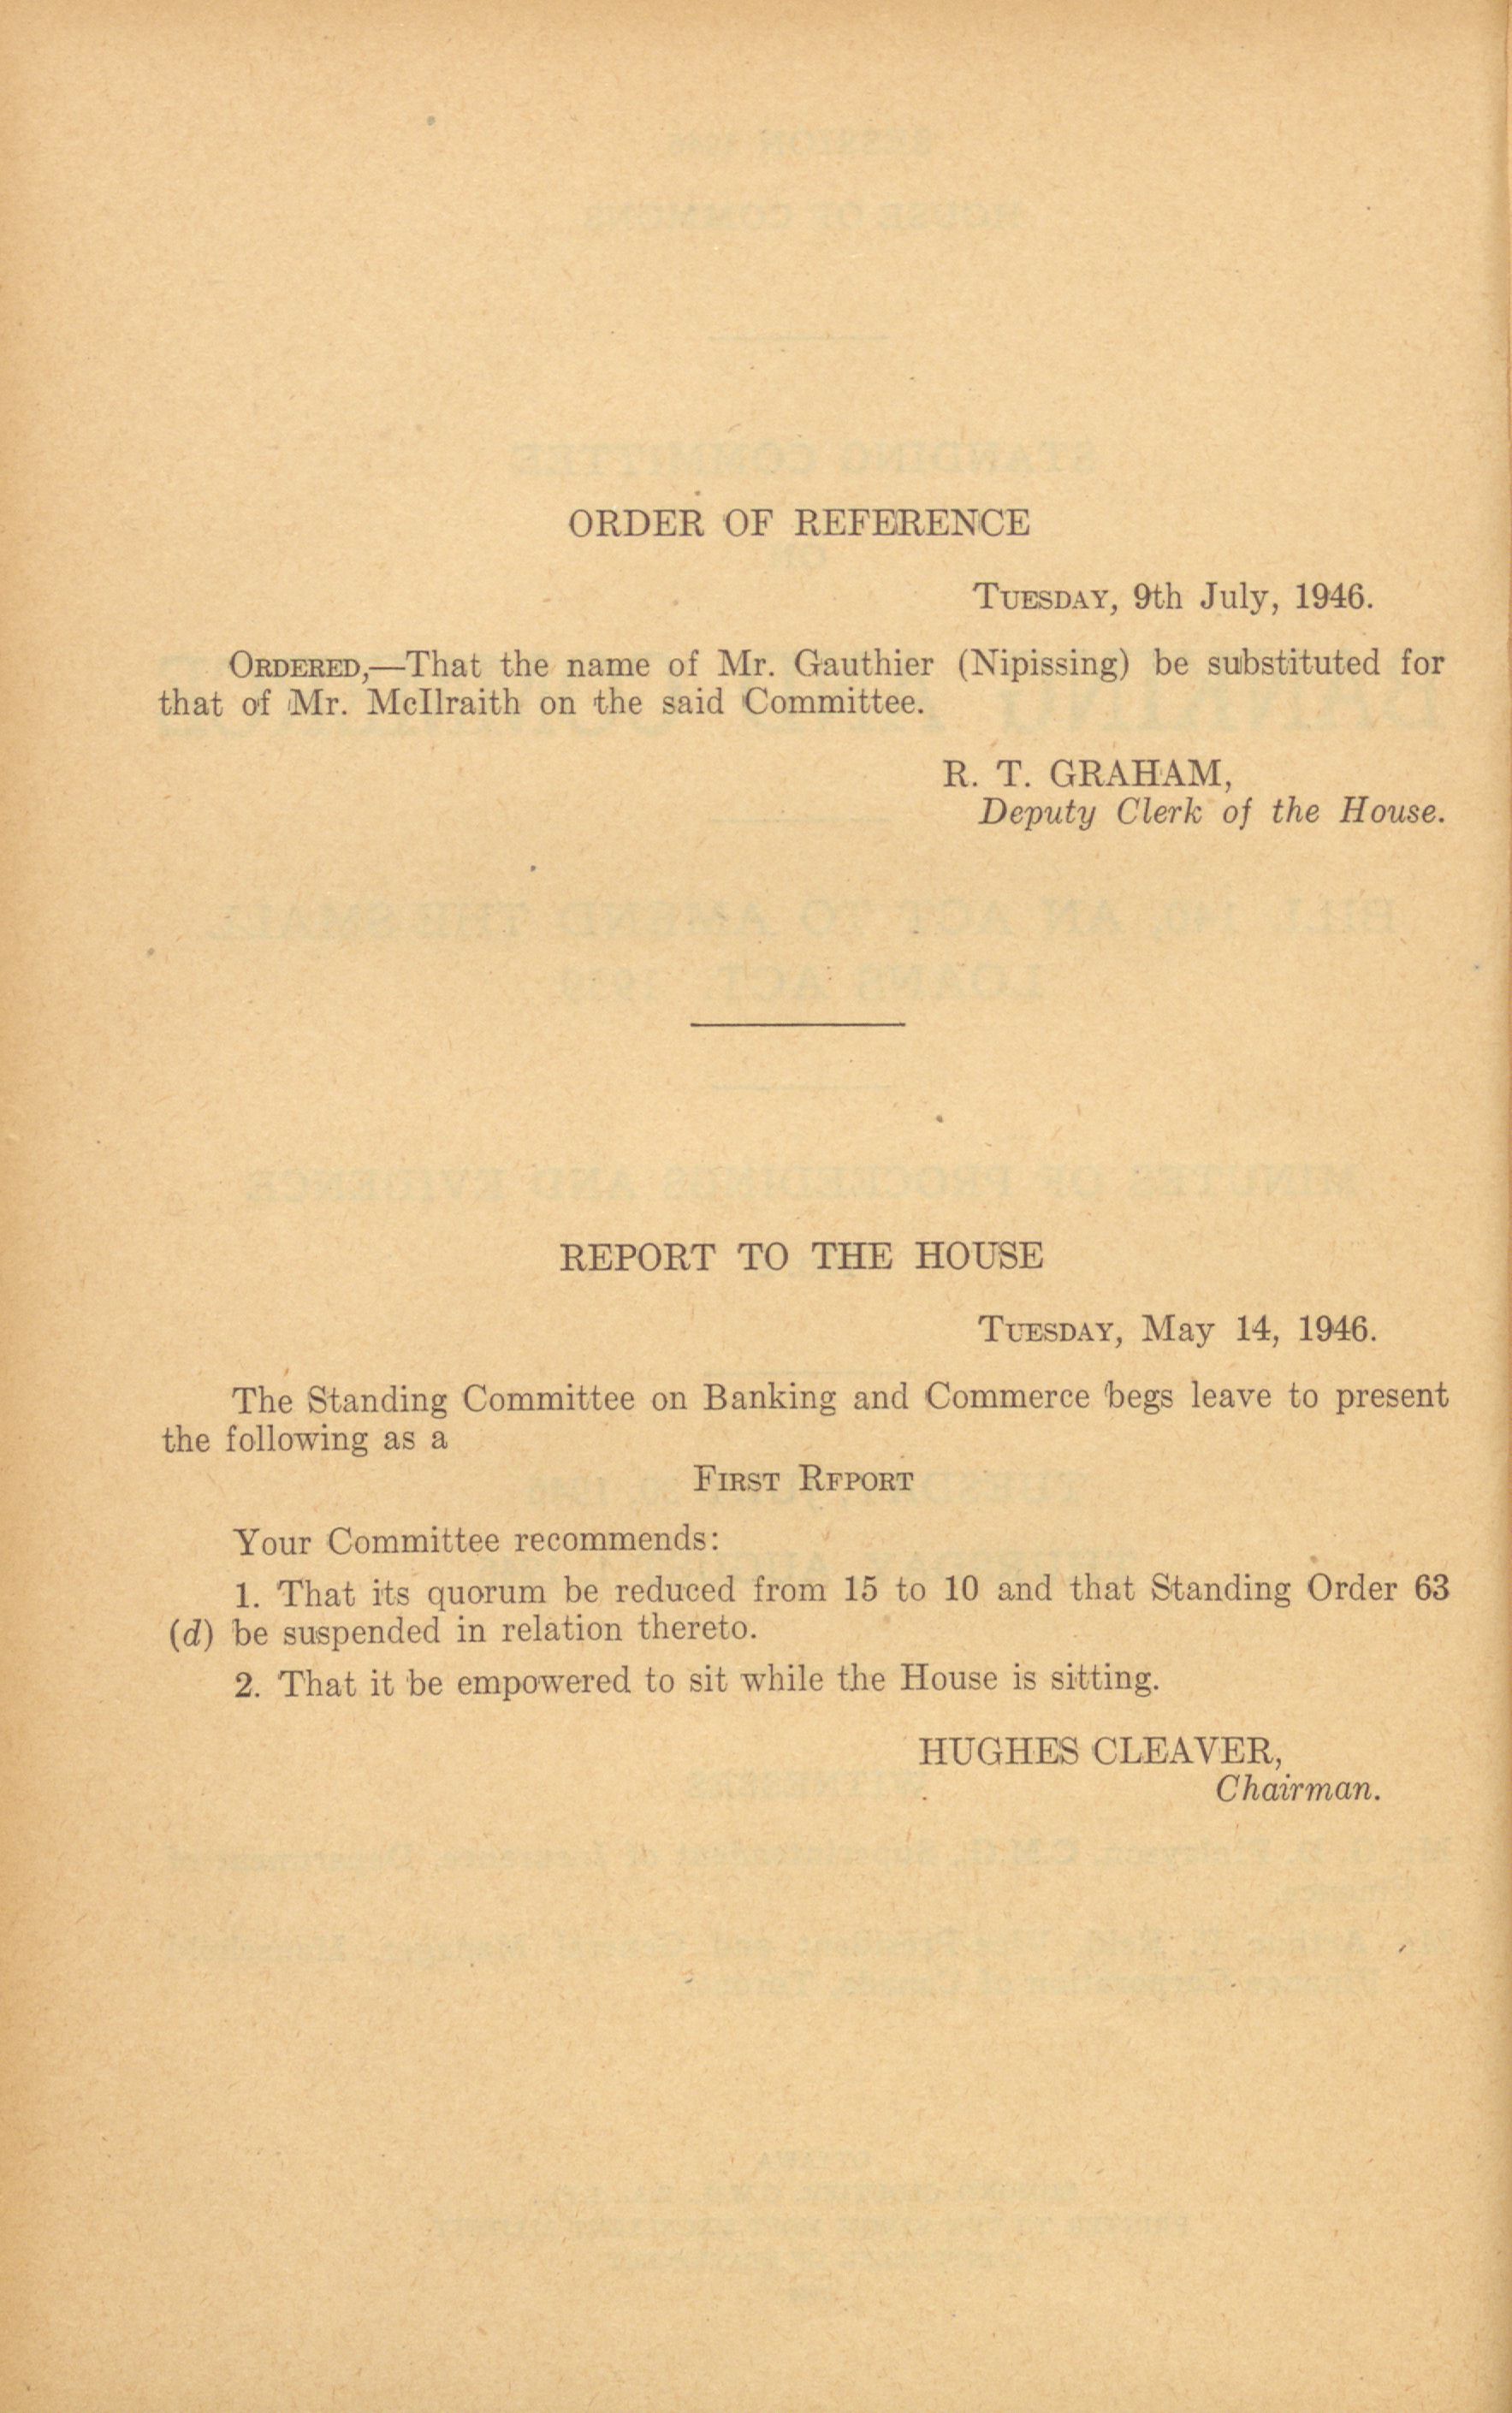 ORDER OF REFERENCE
TUESDAY, 9th July, 1946.
ORDERED,—That the name of Mr. Gauthier (Nipissing) be substituted for
that of Mr. McIlraith on the said Committee.
R. T. GRAHAM,
Deputy Clerk of the House.
REPORT TO THE HOUSE
TUESDAY, May 14, 1946.
The Standing Committee on Banking and Commerce begs leave to present
the following as a
FIRST REPORT
Your Committee recommends:
1. That its quorum be reduced from 15 to 10 and that Standing Order 63
(d) be suspended in relation thereto.
2. That it be empowered to sit while the House is sitting.
HUGHES CLEAVER,
Chairman.